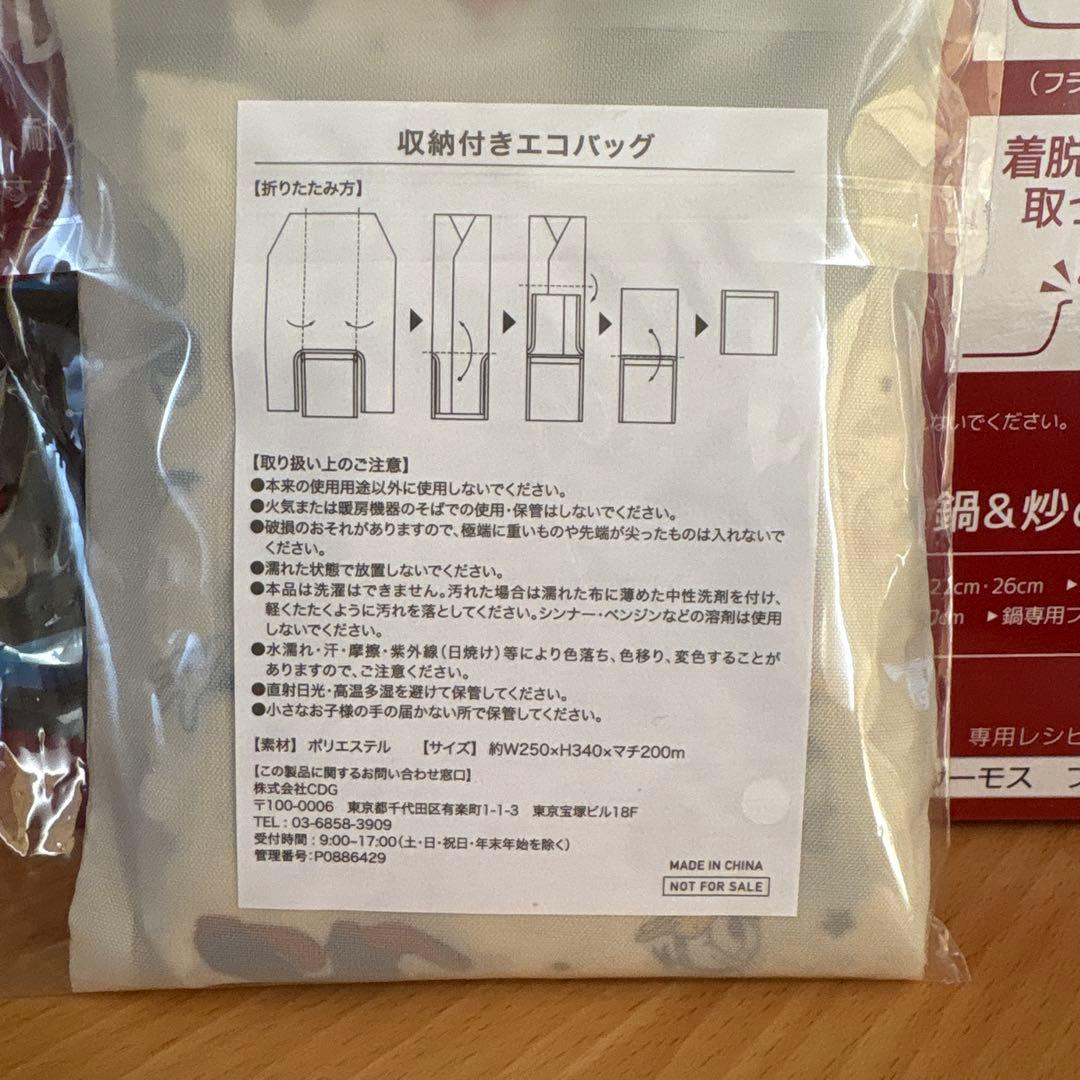 収納付きエコバッグ
【折りたたみ方】
【取り扱い上のご注意】
●本来の使用用途以外に使用しないでください。
●火気または暖房機器のそばでの使用・保管はしないでください。
●破損のおそれがありますので、極端に重いものや先端が尖ったものは入れないで
ください。
●濡れた状態で放置しないでください。
●本品は洗濯はできません。汚れた場合は濡れた布に薄めた中性洗剤を付け、
軽くたたくように汚れを落としてください。シンナー・ベンジンなどの溶剤は使用
しないでください。
●水濡れ・汗・摩擦・紫外線(日焼け)等により色落ち、色移り、変色することが
ありますので、ご注意ください。
●直射日光・高温多湿を避けて保管してください。
●小さなお子様の手の届かない所で保管してください。
【素材】 ポリエステル 【サイズ】 約W250×H340×マチ200m
【この製品に関するお問い合わせ窓口】
株式会社CDG
〒100-0006 東京都千代田区有楽町1-1-3 東京宝塚ビル18F
TEL : 03-6858-3909
受付時間 : 9:00~17:00(土・日・祝日・年末年始を除く)
管理番号:P0886429
MADE IN CHINA
NOT FOR SALE
(フラ
着脱
取つ
ないでください。
鍋&炒
22cm・26cm ▶
0cm ▶鍋専用フ
専用レシピ
ーモス フ